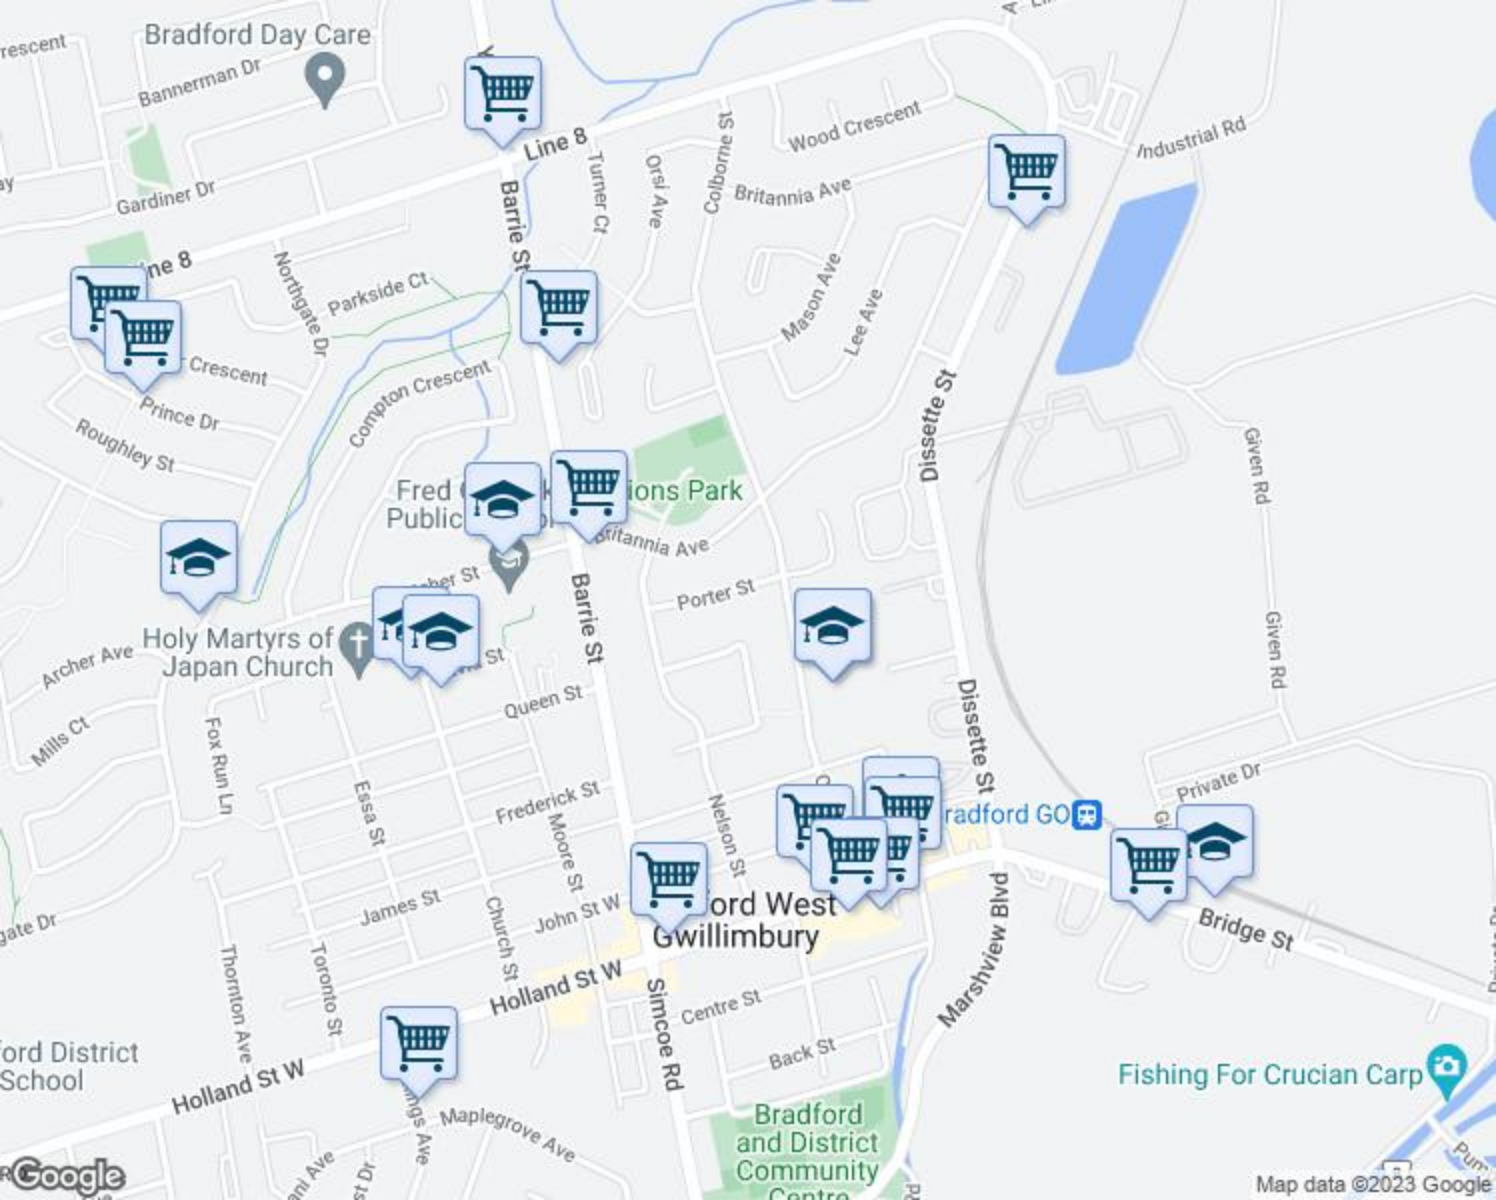 Bradford Day Care
Bannerman Dr
Gardiner Dr
Line 8
Turner Ct
Orsi Ave
Colborne St
Wood Crescent
Britannia Ave
Industrial Rd
Barrie St
Northgate Dr
Parkside Ct
Mason Ave
Lee Ave
Crescent
Prince Dr
Compton Crescent
Roughley St
Dissette St
Given Rd
Fred
Public
Park
Britannia Ave
Porter St
Barrie St
Holy Martyrs of
Japan Church
Archer Ave
Mills Ct
Fox Run Ln
Queen St
Given Rd
Dissette St
Essa St
Frederick St
Moore St
Nelson St
Private Dr
GO
James St
John St W
Church St
West
Gwillimbury
Bridge St
Marshview Blvd
Thornton Ave
Toronto St
Holland St W
Simcoe Rd
Centre St
Back St
District
School
Holland St W
Maplegrove Ave
Fishing For Crucian Carp
Bradford
and District
Community
Centre
Google
Map data ©2023 Google